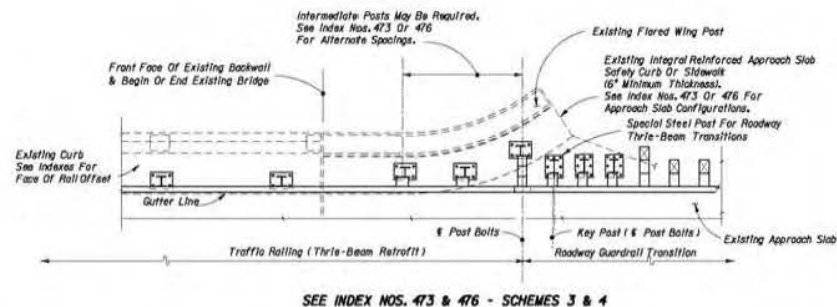 Intermediate Posts May Be Required.
See Index Nos. 473 Or 476
For Alternate Spacings.
Existing Flared Wing Post
Front Face Of Existing Backwall
& Begin Or End Existing Bridge
Existing Integral Reinforced Approach Slab
Safety Curb Or Sidewalk
(6" Minimum Thickness).
See Index Nos. 473 Or 476 For
Approach Slab Configurations.
Special Steel Post For Roadway
Thrie-Beam Transitions
Existing Curb
See Indexes For
Face Of Rail Offset
Gutter Line
℄ Post Bolts
Key Post (℄ Post Bolts)
Existing Approach Slab
Traffic Railing (Thrie-Beam Retrofit)
Roadway Guardrail Transition
SEE INDEX NOS. 473 & 476 - SCHEMES 3 & 4